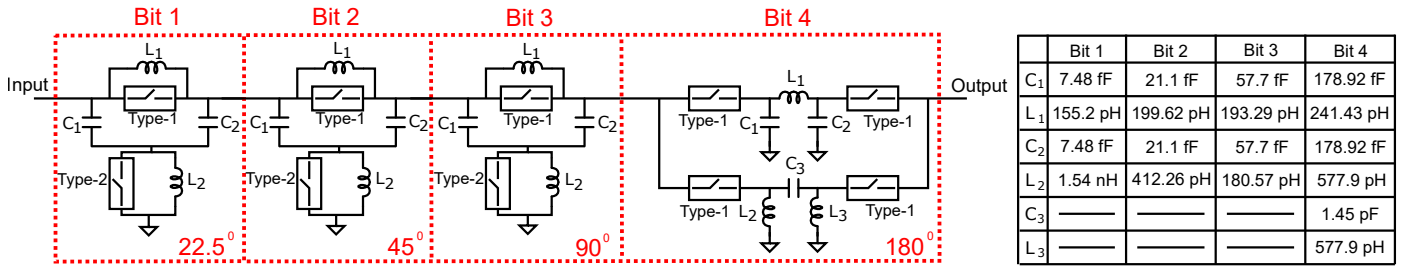 Bit 1 Bit 2 Bit 3 Bit 4
Input L1 L1 L1 L1 Output
Type-1 Type-1 Type-1 Type-1 Type-1
C1 C2 C1 C2 C1 C2 C1 C2
Type-2 L2 Type-2 L2 Type-2 L2 Type-1 C3 Type-1
L2 L3
22.5⁰ 45⁰ 90⁰ 180⁰
Bit 1 Bit 2 Bit 3 Bit 4
C1 7.48 fF 21.1 fF 57.7 fF 178.92 fF
L1 155.2 pH 199.62 pH 193.29 pH 241.43 pH
C2 7.48 fF 21.1 fF 57.7 fF 178.92 fF
L2 1.54 nH 412.26 pH 180.57 pH 577.9 pH
C3 1.45 pF
L3 577.9 pH